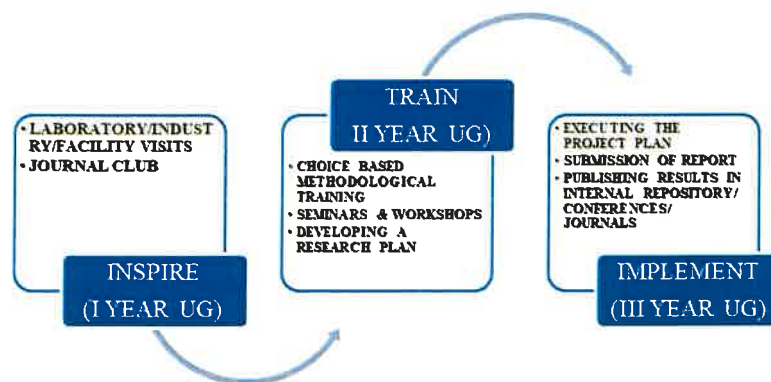 • LABORATORY/INDUST
RY/FACILITY VISITS
• JOURNAL CLUB
INSPIRE
(I YEAR UG)
TRAIN
II YEAR UG)
• CHOICE BASED
METHODOLOGICAL
TRAINING
• SEMINARS & WORKSHOPS
• DEVELOPING A
RESEARCH PLAN
• EXECUTING THE
PROJECT PLAN
• SUBMISSION OF REPORT
• PUBLISHING RESULTS IN
INTERNAL REPOSITORY/
CONFERENCES/
JOURNALS
IMPLEMENT
(III YEAR UG)